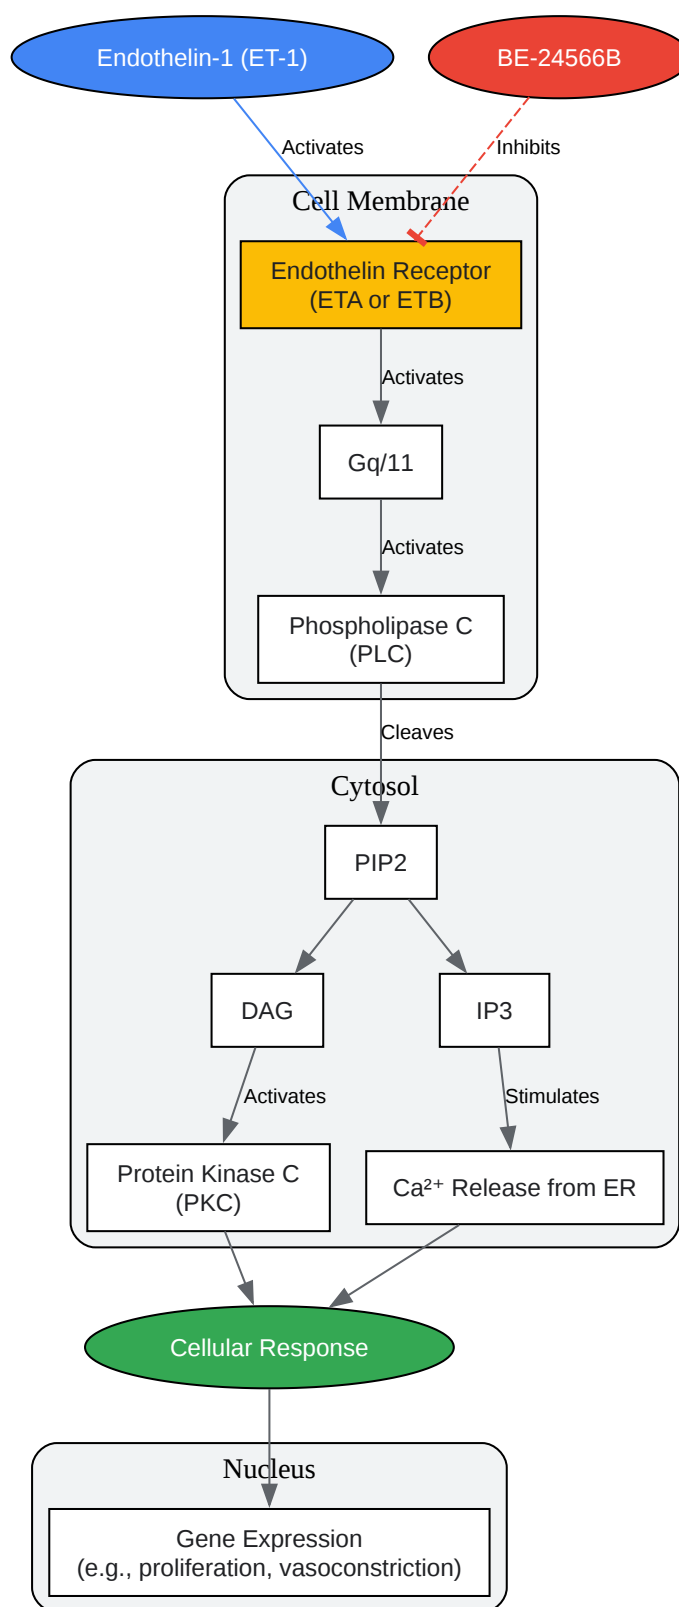 Endothelin-1 (ET-1)
BE-24566B
Activates
Inhibits
Cell Membrane
Endothelin Receptor
(ETA or ETB)
Activates
Gq/11
Activates
Phospholipase C
(PLC)
Cleaves
Cytosol
PIP2
DAG
IP3
Activates
Stimulates
Protein Kinase C
(PKC)
Ca²⁺ Release from ER
Cellular Response
Nucleus
Gene Expression
(e.g., proliferation, vasoconstriction)